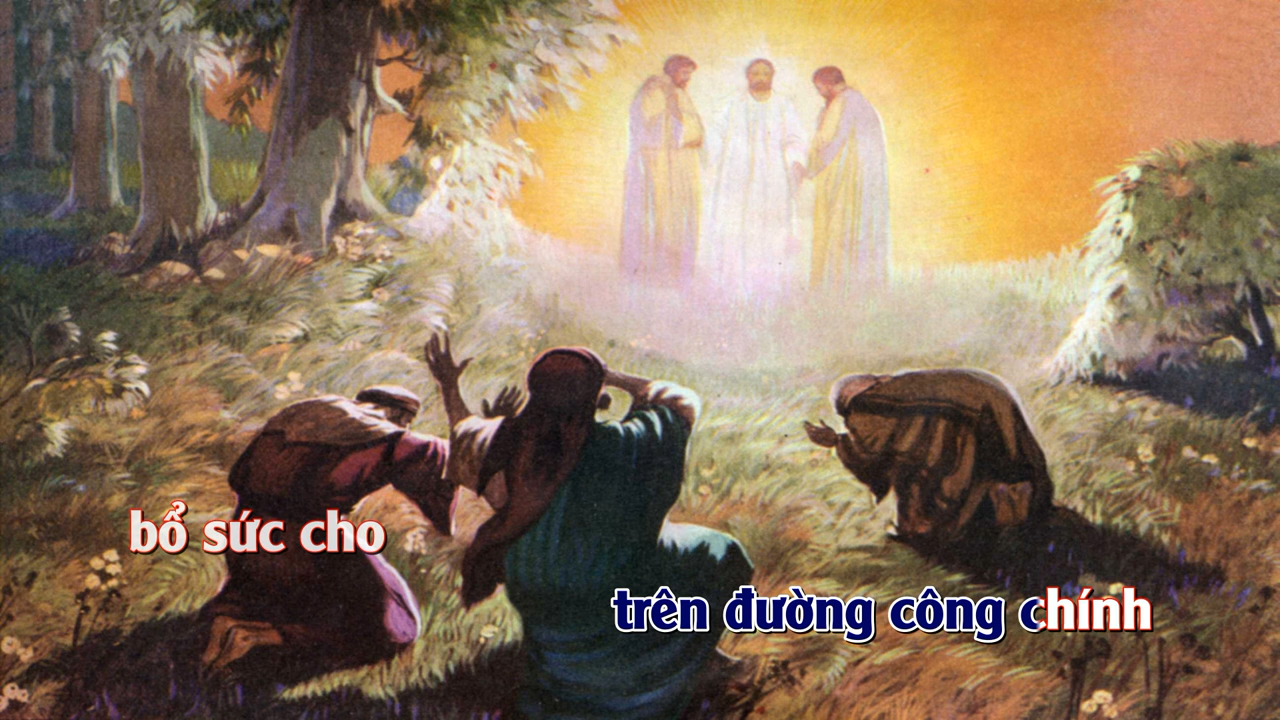 bổ sức cho
trên đường công chính